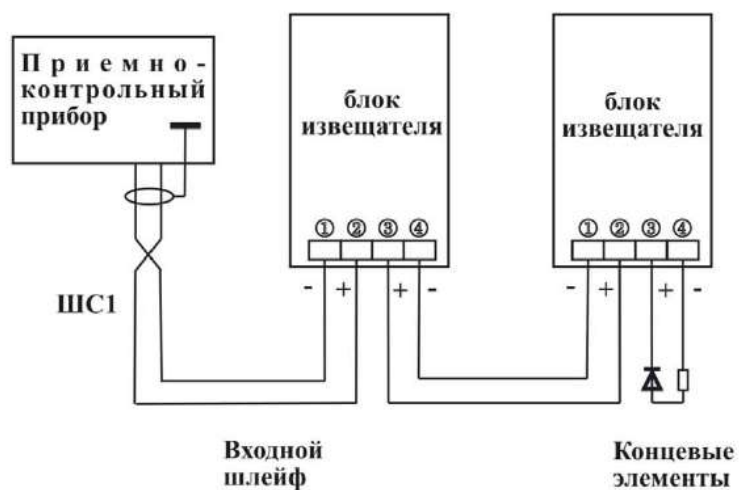 П р и е м н о -
контрольный
прибор
блок
извещателя
блок
извещателя
① ② ③ ④
① ② ③ ④
- + + -
- + + -
ШС1
Входной
шлейф
Концевые
элементы